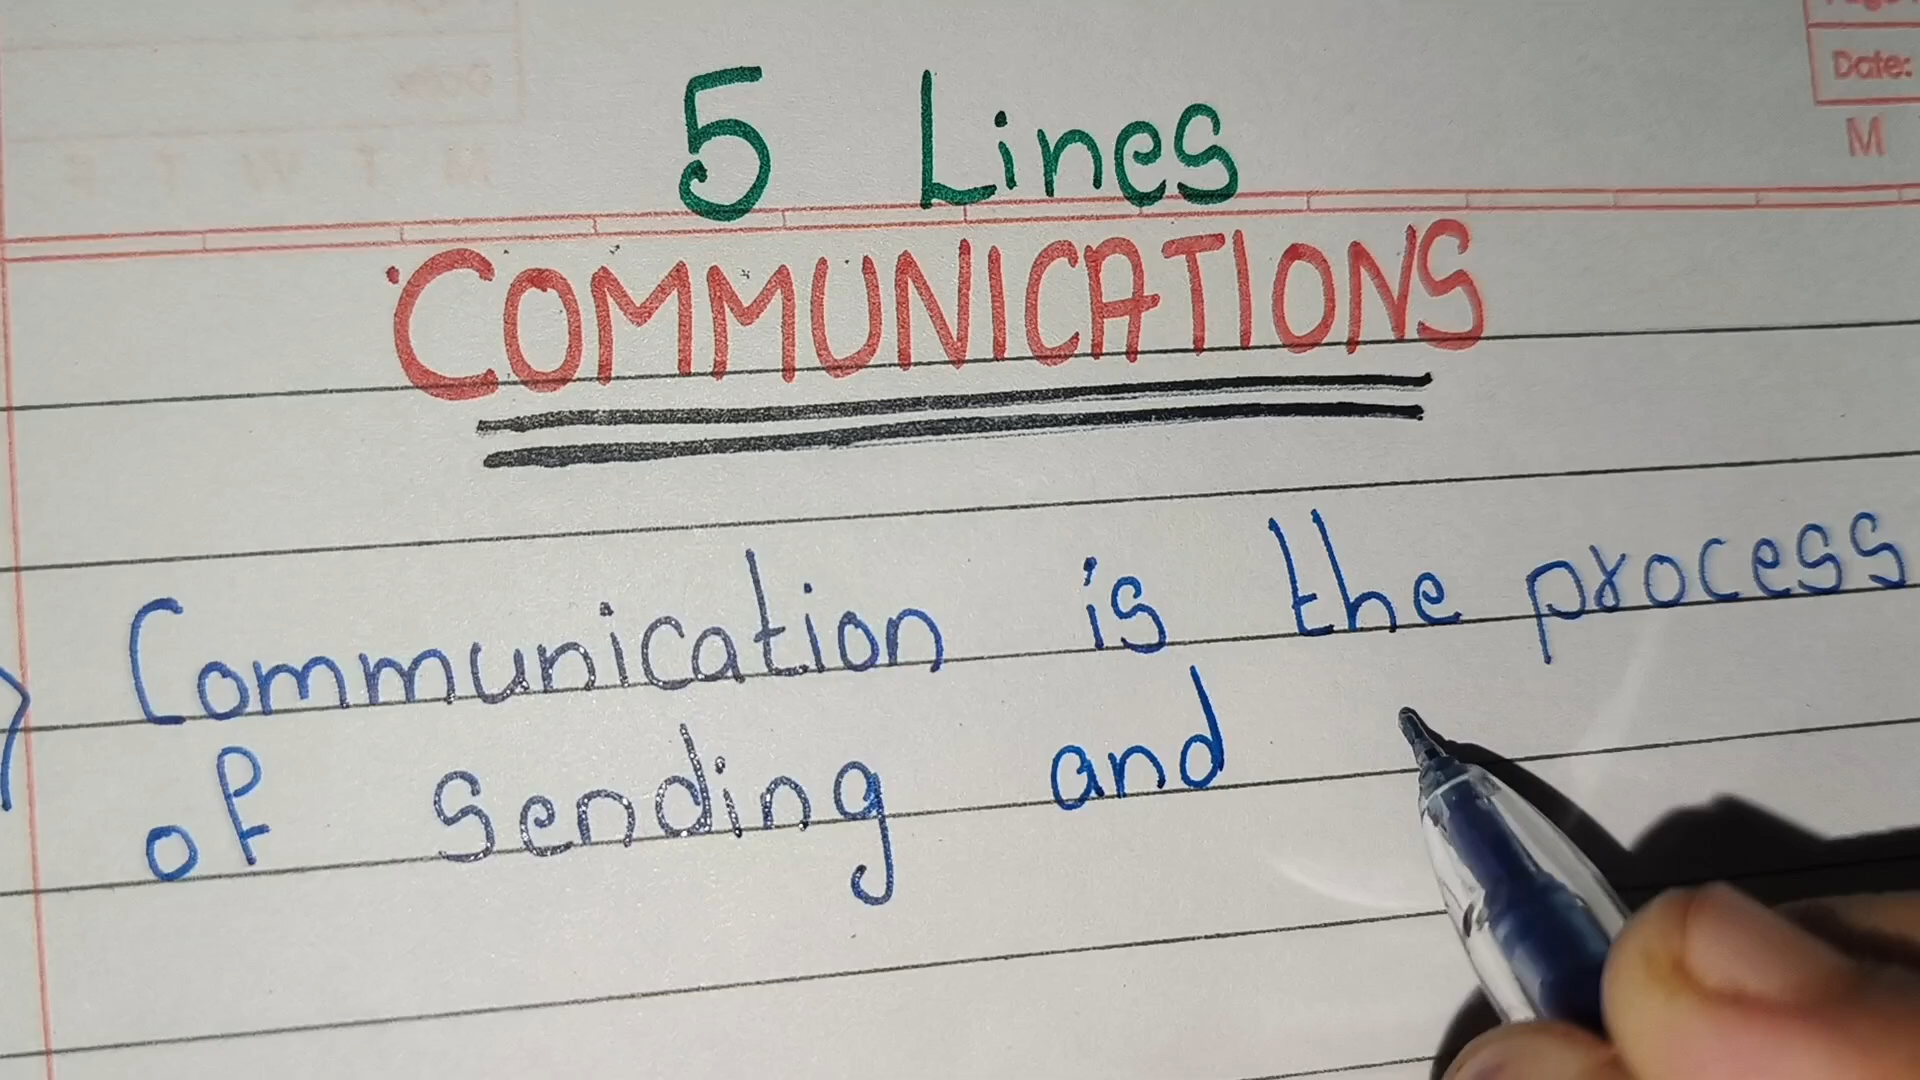 Date:
M
5 Lines
COMMUNICATIONS
Communication is the process
of sending and